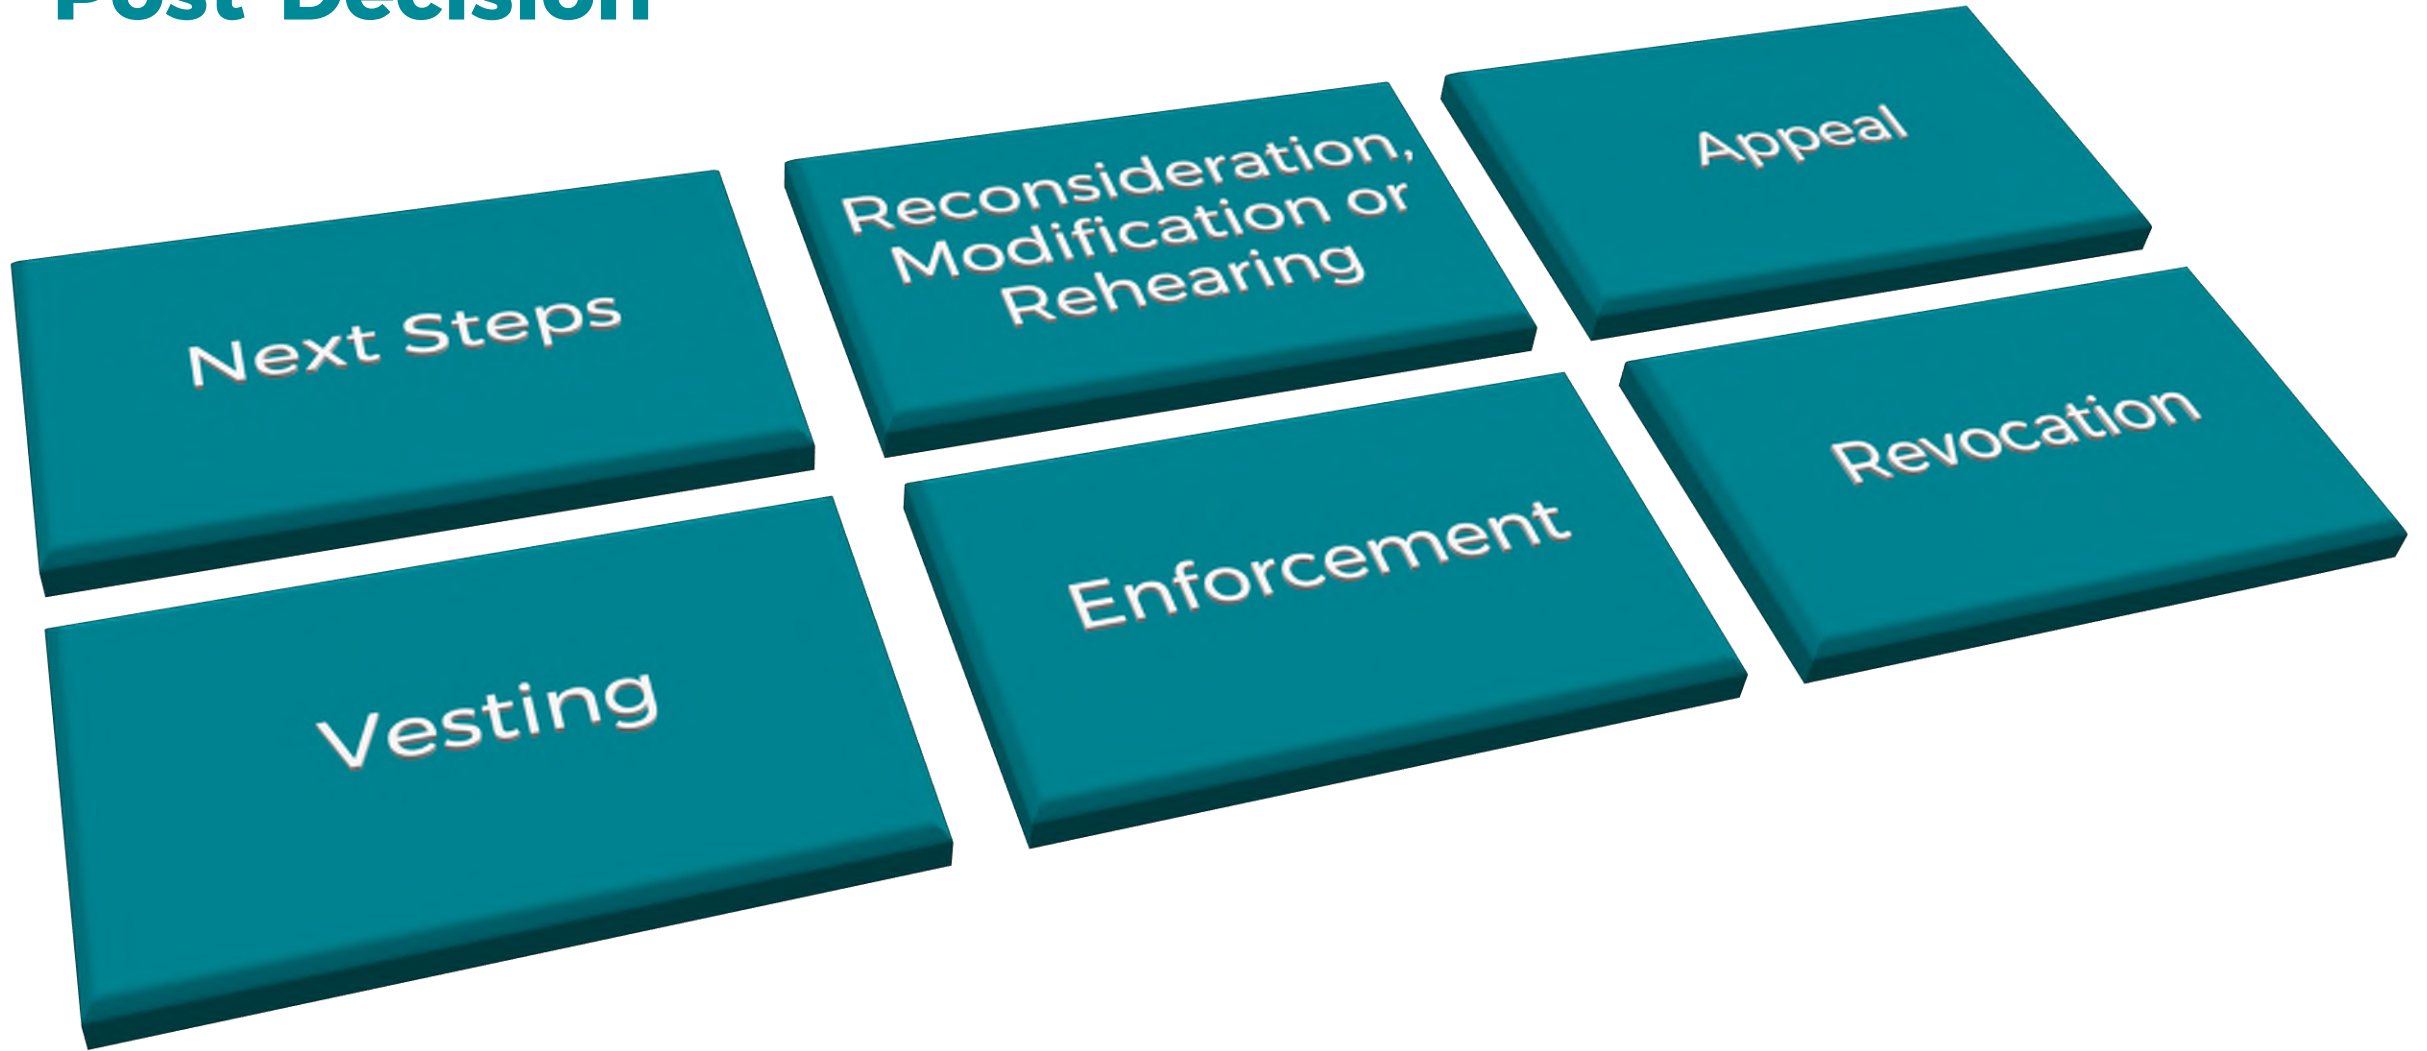 Post Decision
Next Steps
Reconsideration,
Modification or
Rehearing
Appeal
Vesting
Enforcement
Revocation